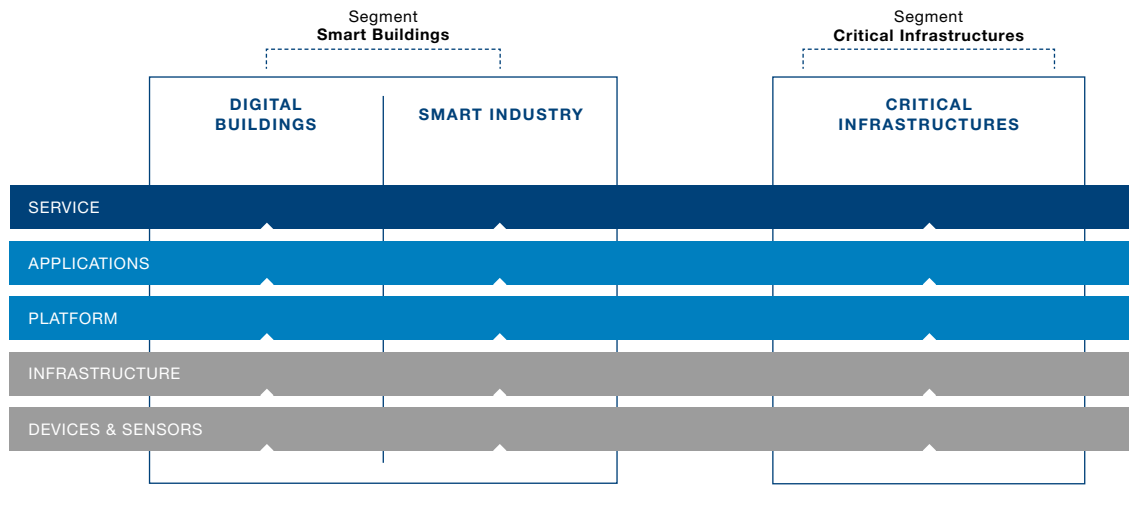 Segment
Smart Buildings
Segment
Critical Infrastructures
DIGITAL
BUILDINGS
SMART INDUSTRY
CRITICAL
INFRASTRUCTURES
SERVICE
APPLICATIONS
PLATFORM
INFRASTRUCTURE
DEVICES & SENSORS